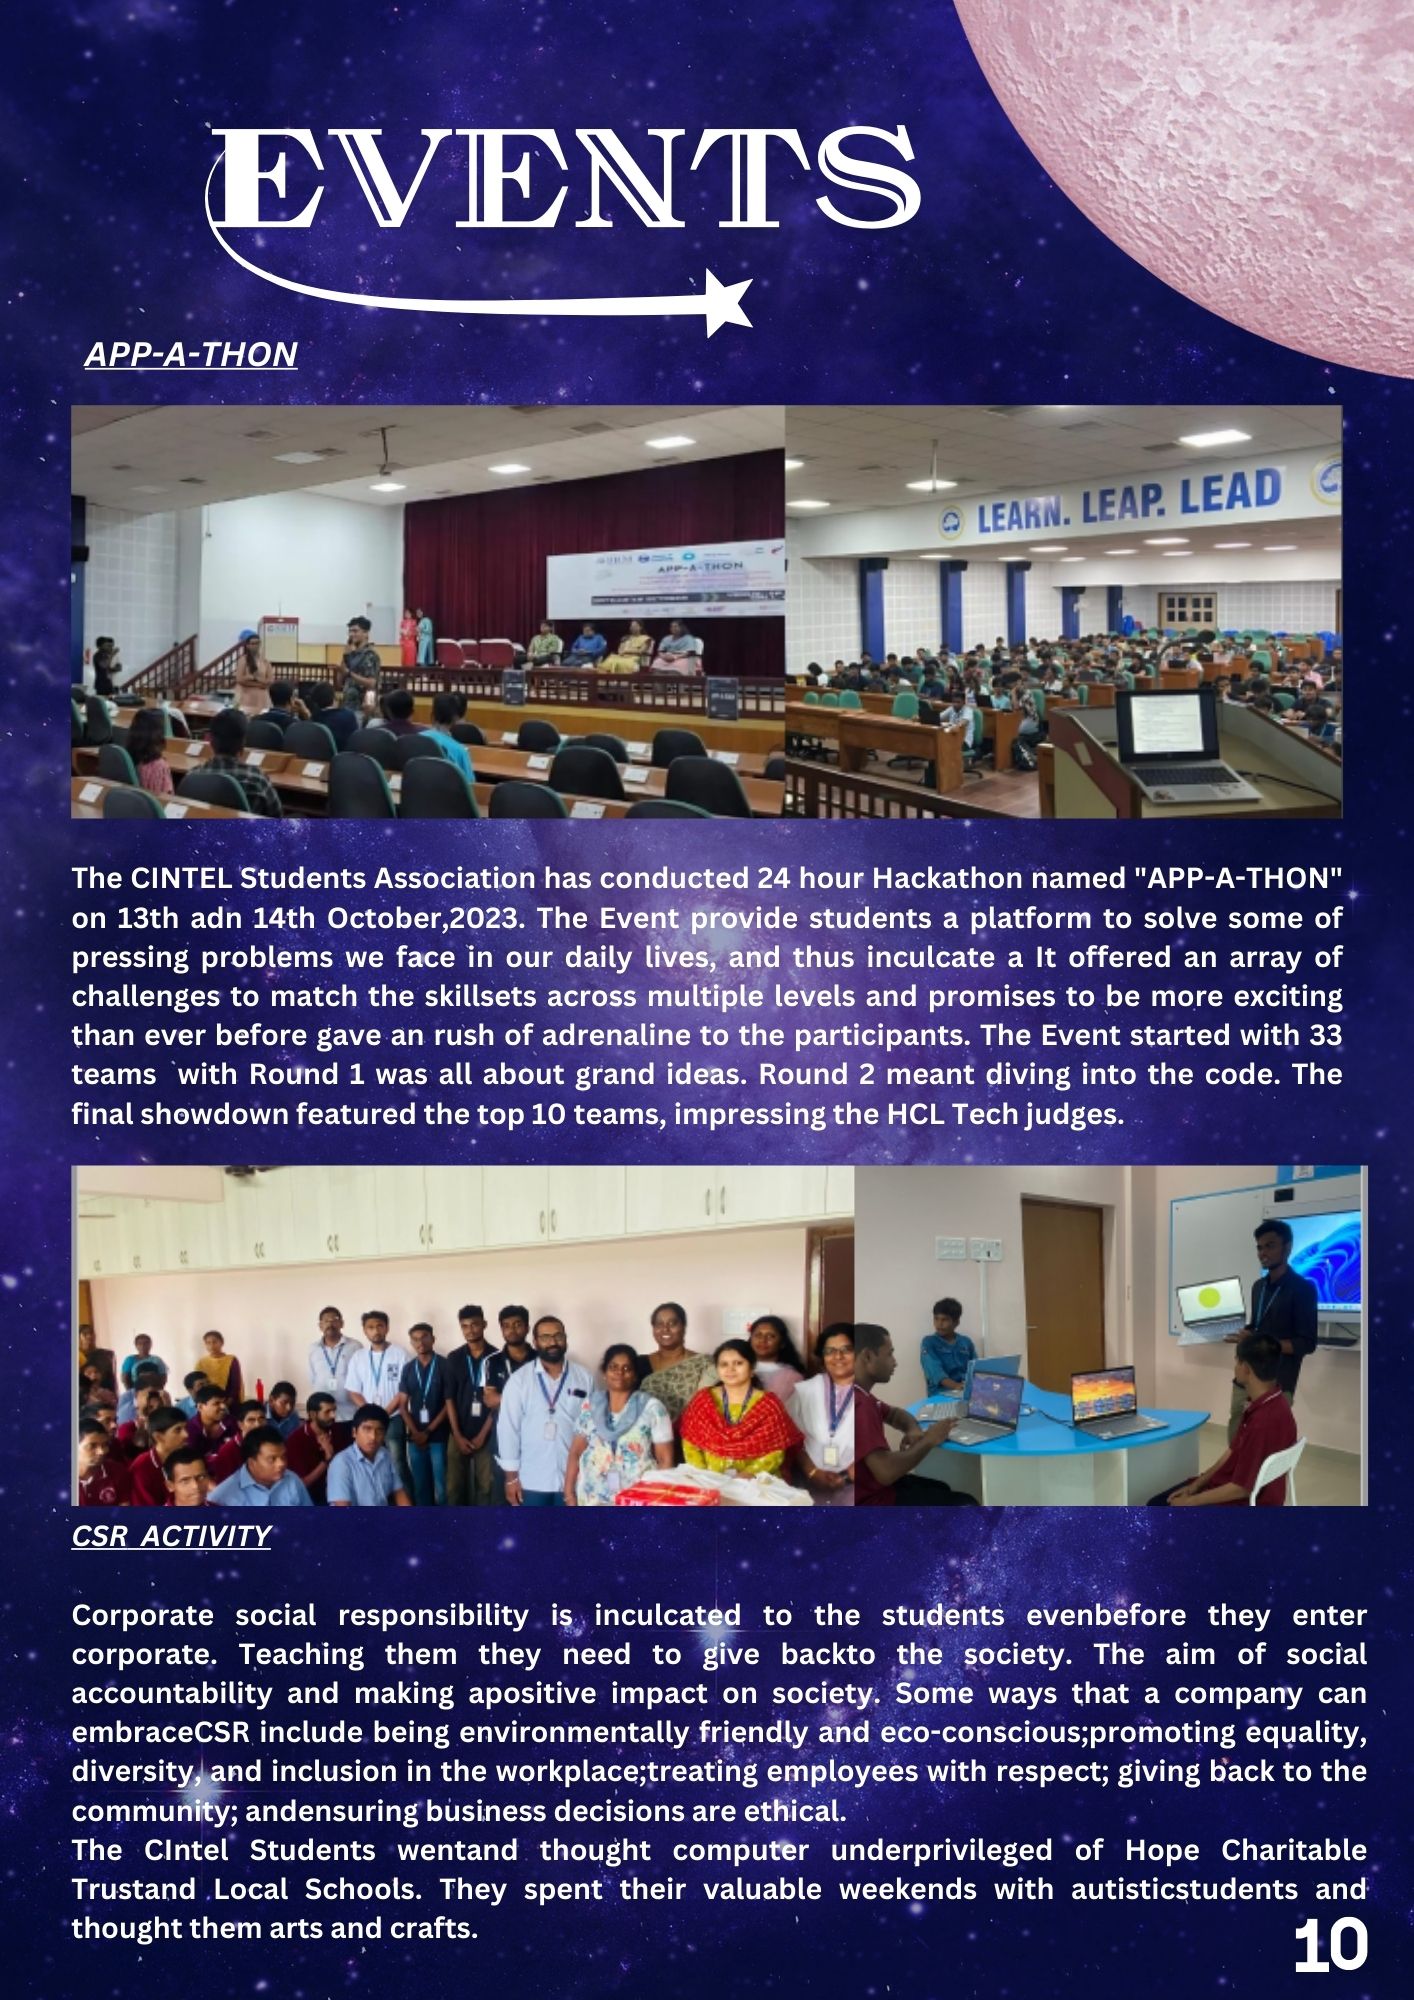 EVENTS
APP-A-THON
APP-A-THON
LEARN. LEAP. LEAD
The CINTEL Students Association has conducted 24 hour Hackathon named "APP-A-THON"
on 13th adn 14th October,2023. The Event provide students a platform to solve some of
pressing problems we face in our daily lives, and thus inculcate a It offered an array of
challenges to match the skillsets across multiple levels and promises to be more exciting
than ever before gave an rush of adrenaline to the participants. The Event started with 33
teams with Round 1 was all about grand ideas. Round 2 meant diving into the code. The
final showdown featured the top 10 teams, impressing the HCL Tech judges.
CSR ACTIVITY
Corporate social responsibility is inculcated to the students evenbefore they enter
corporate. Teaching them they need to give backto the society. The aim of social
accountability and making apositive impact on society. Some ways that a company can
embraceCSR include being environmentally friendly and eco-conscious;promoting equality,
diversity, and inclusion in the workplace;treating employees with respect; giving back to the
community; andensuring business decisions are ethical.
The CIntel Students wentand thought computer underprivileged of Hope Charitable
Trustand Local Schools. They spent their valuable weekends with autisticstudents and
thought them arts and crafts.
10